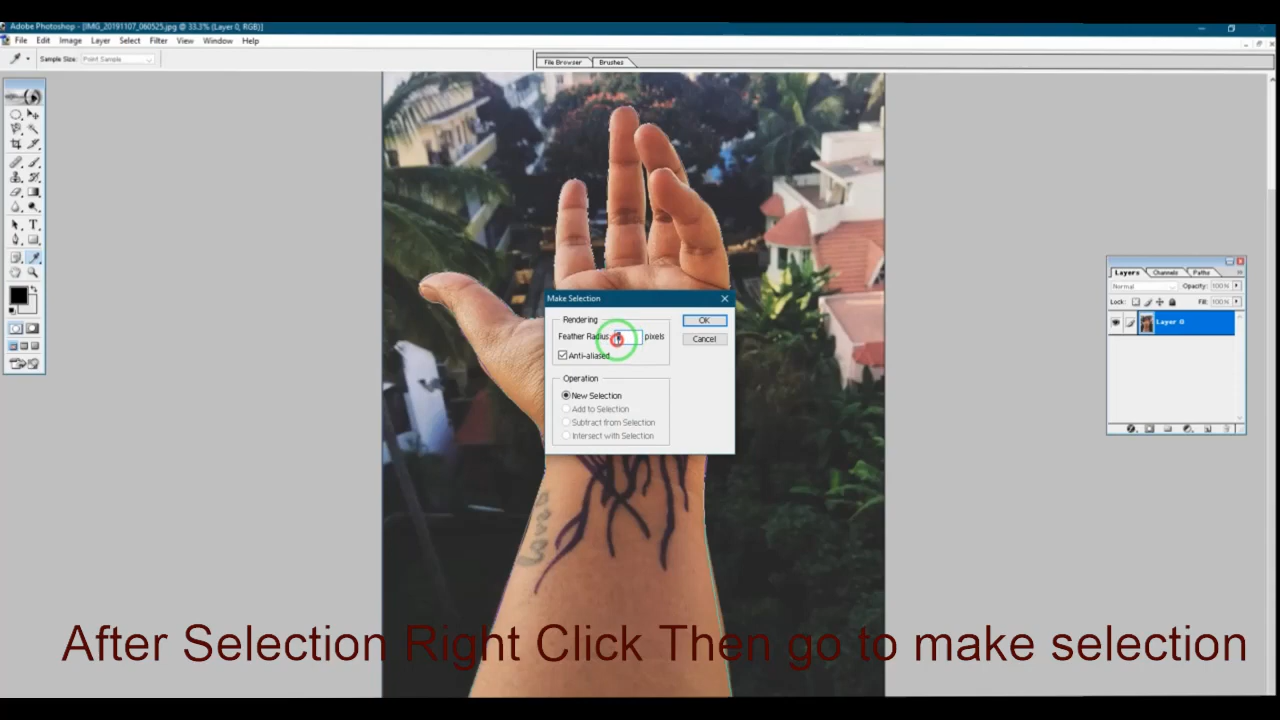 Adobe Photoshop - [IMG_20191107_060525.jpg @ 33.3% (Layer 0, RGB)]
File Edit Image Layer Select Filter View Window Help
Sample Size: Point Sample
File Browser Brushes
Make Selection
Rendering
Feather Radius: pixels
Anti-aliased
OK
Cancel
Operation
New Selection
Add to Selection
Subtract from Selection
Intersect with Selection
Layers Channels Paths
Normal Opacity: 100%
Lock: Fill: 100%
Layer 0
After Selection Right Click Then go to make selection